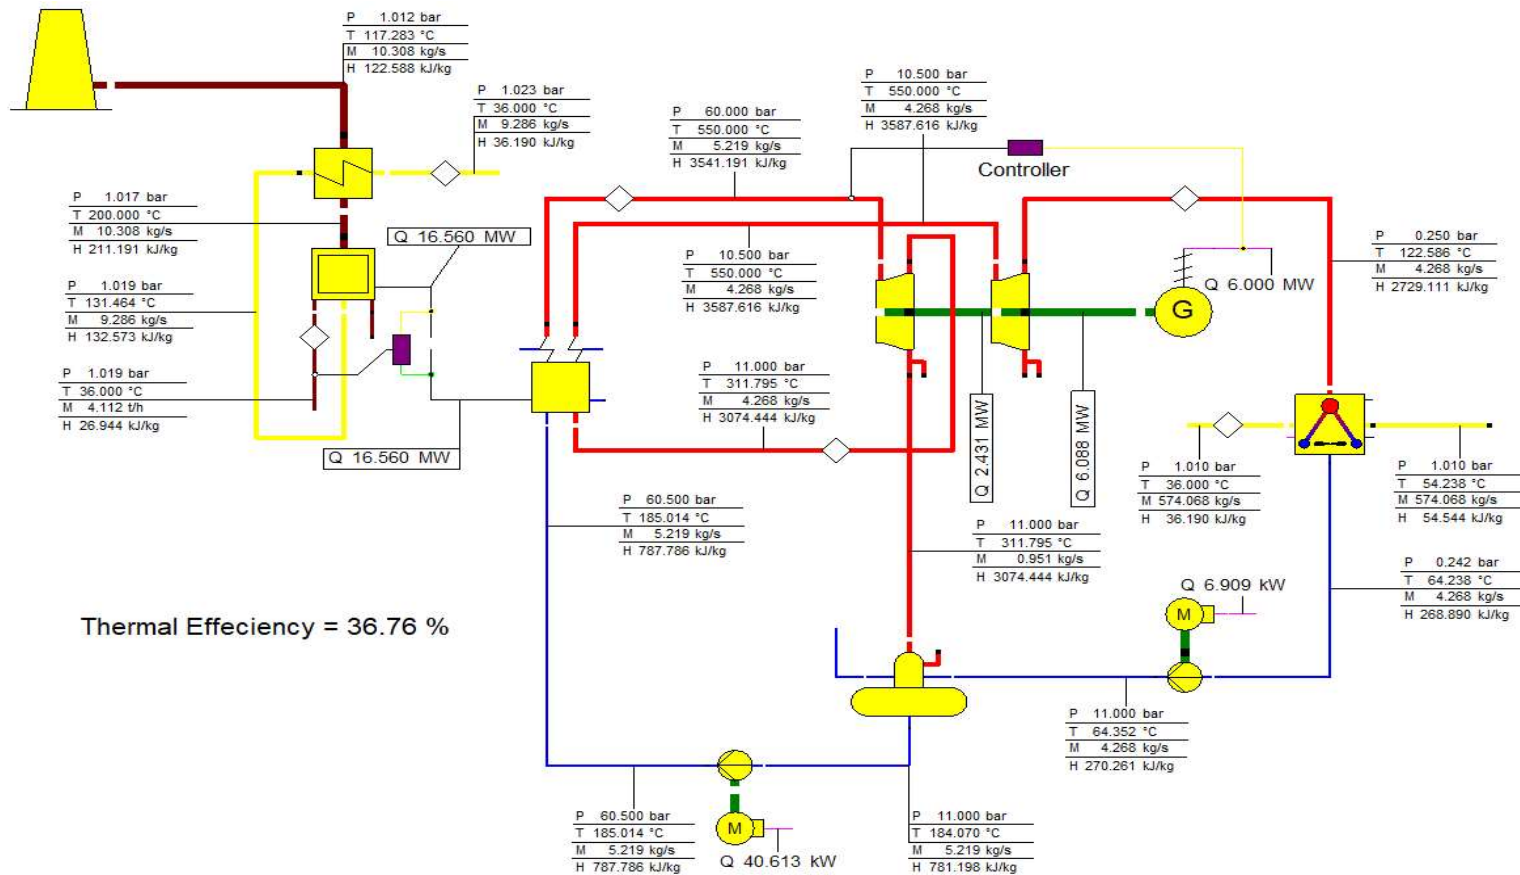 P 1.012 bar
T 117.283 °C
M 10.308 kg/s
H 122.588 kJ/kg
P 1.023 bar
T 36.000 °C
M 9.286 kg/s
H 36.190 kJ/kg
P 60.000 bar
T 550.000 °C
M 5.219 kg/s
H 3541.191 kJ/kg
P 10.500 bar
T 550.000 °C
M 4.268 kg/s
H 3587.616 kJ/kg
Controller
P 1.017 bar
T 200.000 °C
M 10.308 kg/s
H 211.191 kJ/kg
Q 16.560 MW
P 10.500 bar
T 550.000 °C
M 4.268 kg/s
H 3587.616 kJ/kg
P 0.250 bar
T 122.586 °C
M 4.268 kg/s
H 2729.111 kJ/kg
Q 6.000 MW
G
P 1.019 bar
T 131.464 °C
M 9.286 kg/s
H 132.573 kJ/kg
P 1.019 bar
T 36.000 °C
M 4.112 t/h
H 26.944 kJ/kg
P 11.000 bar
T 311.795 °C
M 4.268 kg/s
H 3074.444 kJ/kg
Q 2.431 MW
Q 6.088 MW
Q 16.560 MW
P 1.010 bar
T 36.000 °C
M 574.068 kg/s
H 36.190 kJ/kg
P 1.010 bar
T 54.238 °C
M 574.068 kg/s
H 54.544 kJ/kg
P 60.500 bar
T 185.014 °C
M 5.219 kg/s
H 787.786 kJ/kg
P 11.000 bar
T 311.795 °C
M 0.951 kg/s
H 3074.444 kJ/kg
P 0.242 bar
T 64.238 °C
M 4.268 kg/s
H 268.890 kJ/kg
Q 6.909 kW
M
Thermal Effeciency = 36.76 %
P 11.000 bar
T 64.352 °C
M 4.268 kg/s
H 270.261 kJ/kg
P 60.500 bar
T 185.014 °C
M 5.219 kg/s
H 787.786 kJ/kg
M
Q 40.613 kW
P 11.000 bar
T 184.070 °C
M 5.219 kg/s
H 781.198 kJ/kg